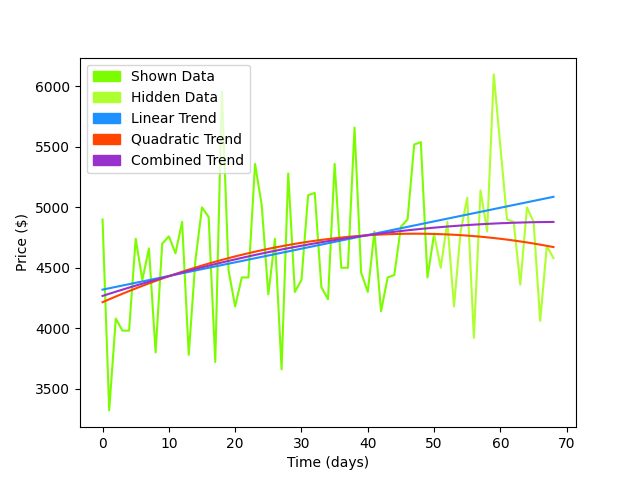 Shown Data
Hidden Data
Linear Trend
Quadratic Trend
Combined Trend
6000
5500
5000
4500
4000
3500
Price ($)
0 10 20 30 40 50 60 70
Time (days)